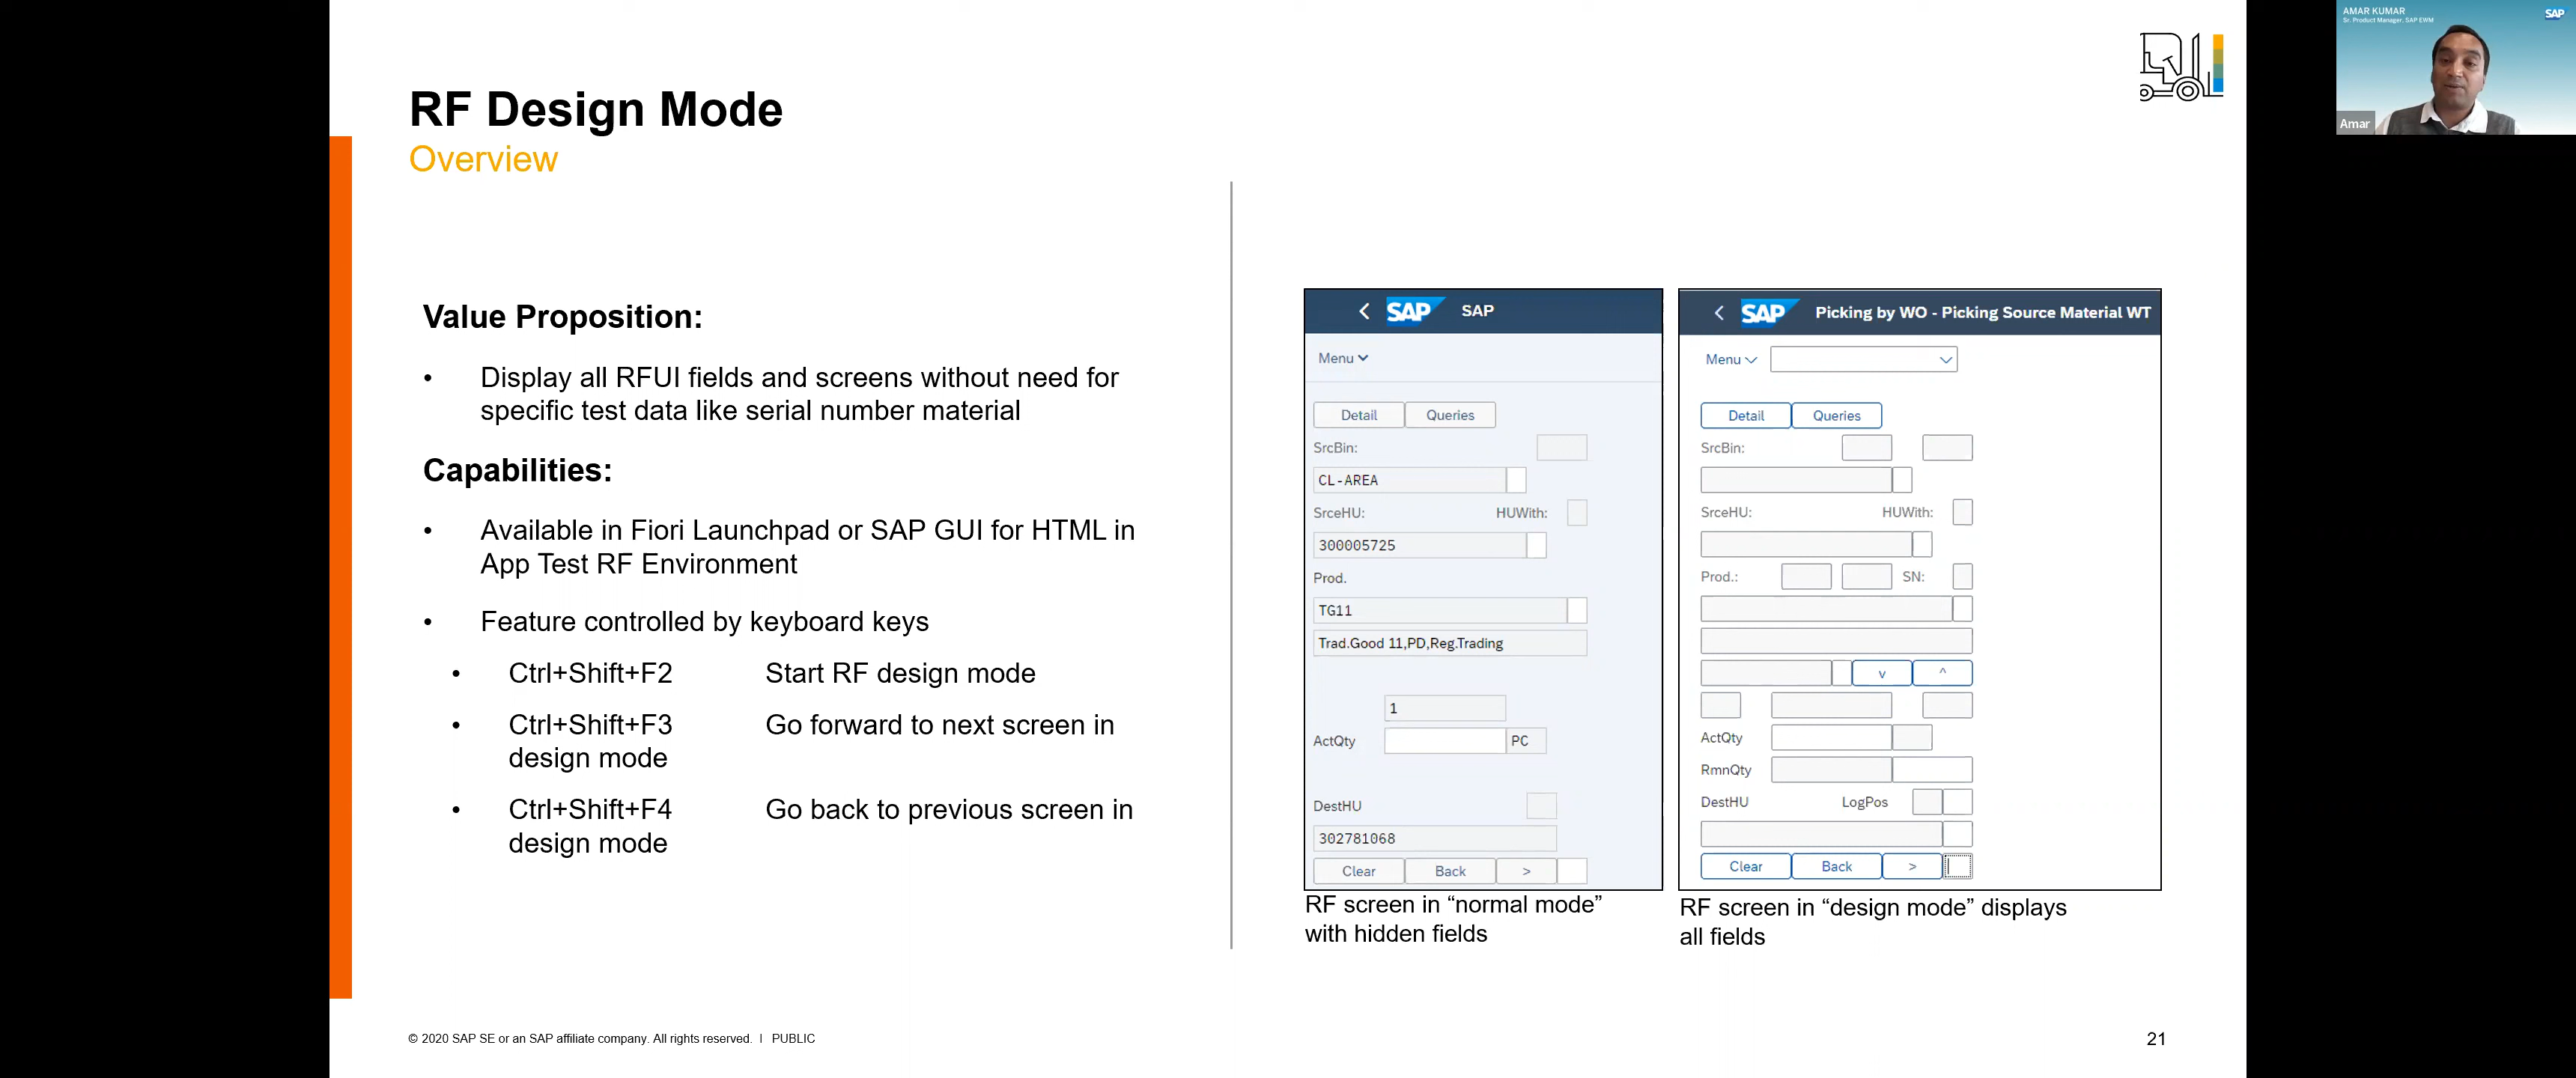 AMAR KUMAR
Sr. Product Manager, SAP EWM
SAP
Amar
RF Design Mode
Overview
Value Proposition:
• Display all RFUI fields and screens without need for
specific test data like serial number material
Capabilities:
• Available in Fiori Launchpad or SAP GUI for HTML in
App Test RF Environment
• Feature controlled by keyboard keys
• Ctrl+Shift+F2 Start RF design mode
• Ctrl+Shift+F3 Go forward to next screen in
design mode
• Ctrl+Shift+F4 Go back to previous screen in
design mode
< SAP SAP
Menu
Detail Queries
SrcBin:
CL-AREA
SrceHU: HUWith:
300005725
Prod.
TG11
Trad.Good 11,PD,Reg.Trading
1
ActQty PC
DestHU
302781068
Clear Back >
RF screen in “normal mode”
with hidden fields
< SAP Picking by WO - Picking Source Material WT
Menu
Detail Queries
SrcBin:
SrceHU: HUWith:
Prod.: SN:
v ^
ActQty
RmnQty
DestHU LogPos
Clear Back >
RF screen in “design mode” displays
all fields
© 2020 SAP SE or an SAP affiliate company. All rights reserved. I PUBLIC
21